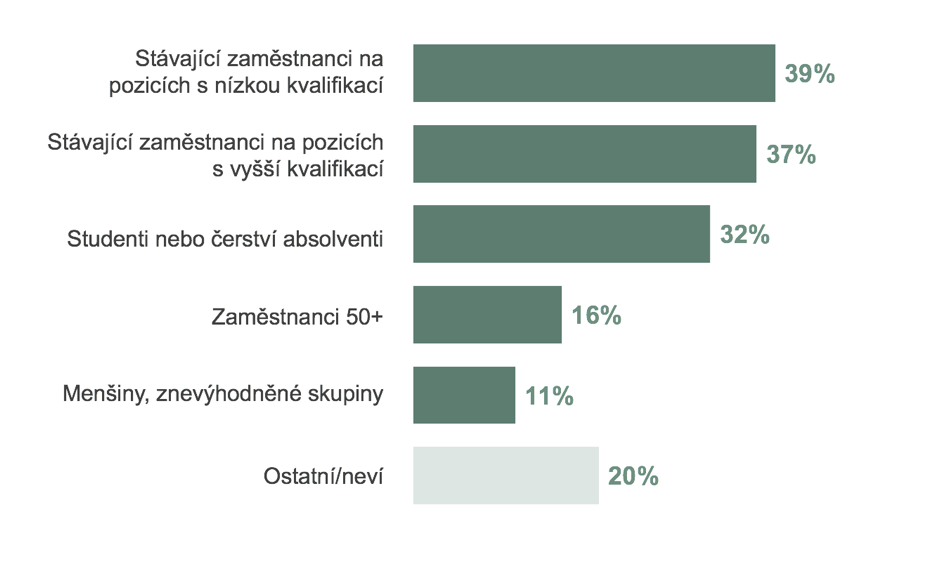 Stávající zaměstnanci na
pozicích s nízkou kvalifikací
39%
Stávající zaměstnanci na pozicích
s vyšší kvalifikací
37%
Studenti nebo čerství absolventi
32%
Zaměstnanci 50+
16%
Menšiny, znevýhodněné skupiny
11%
Ostatní/neví
20%